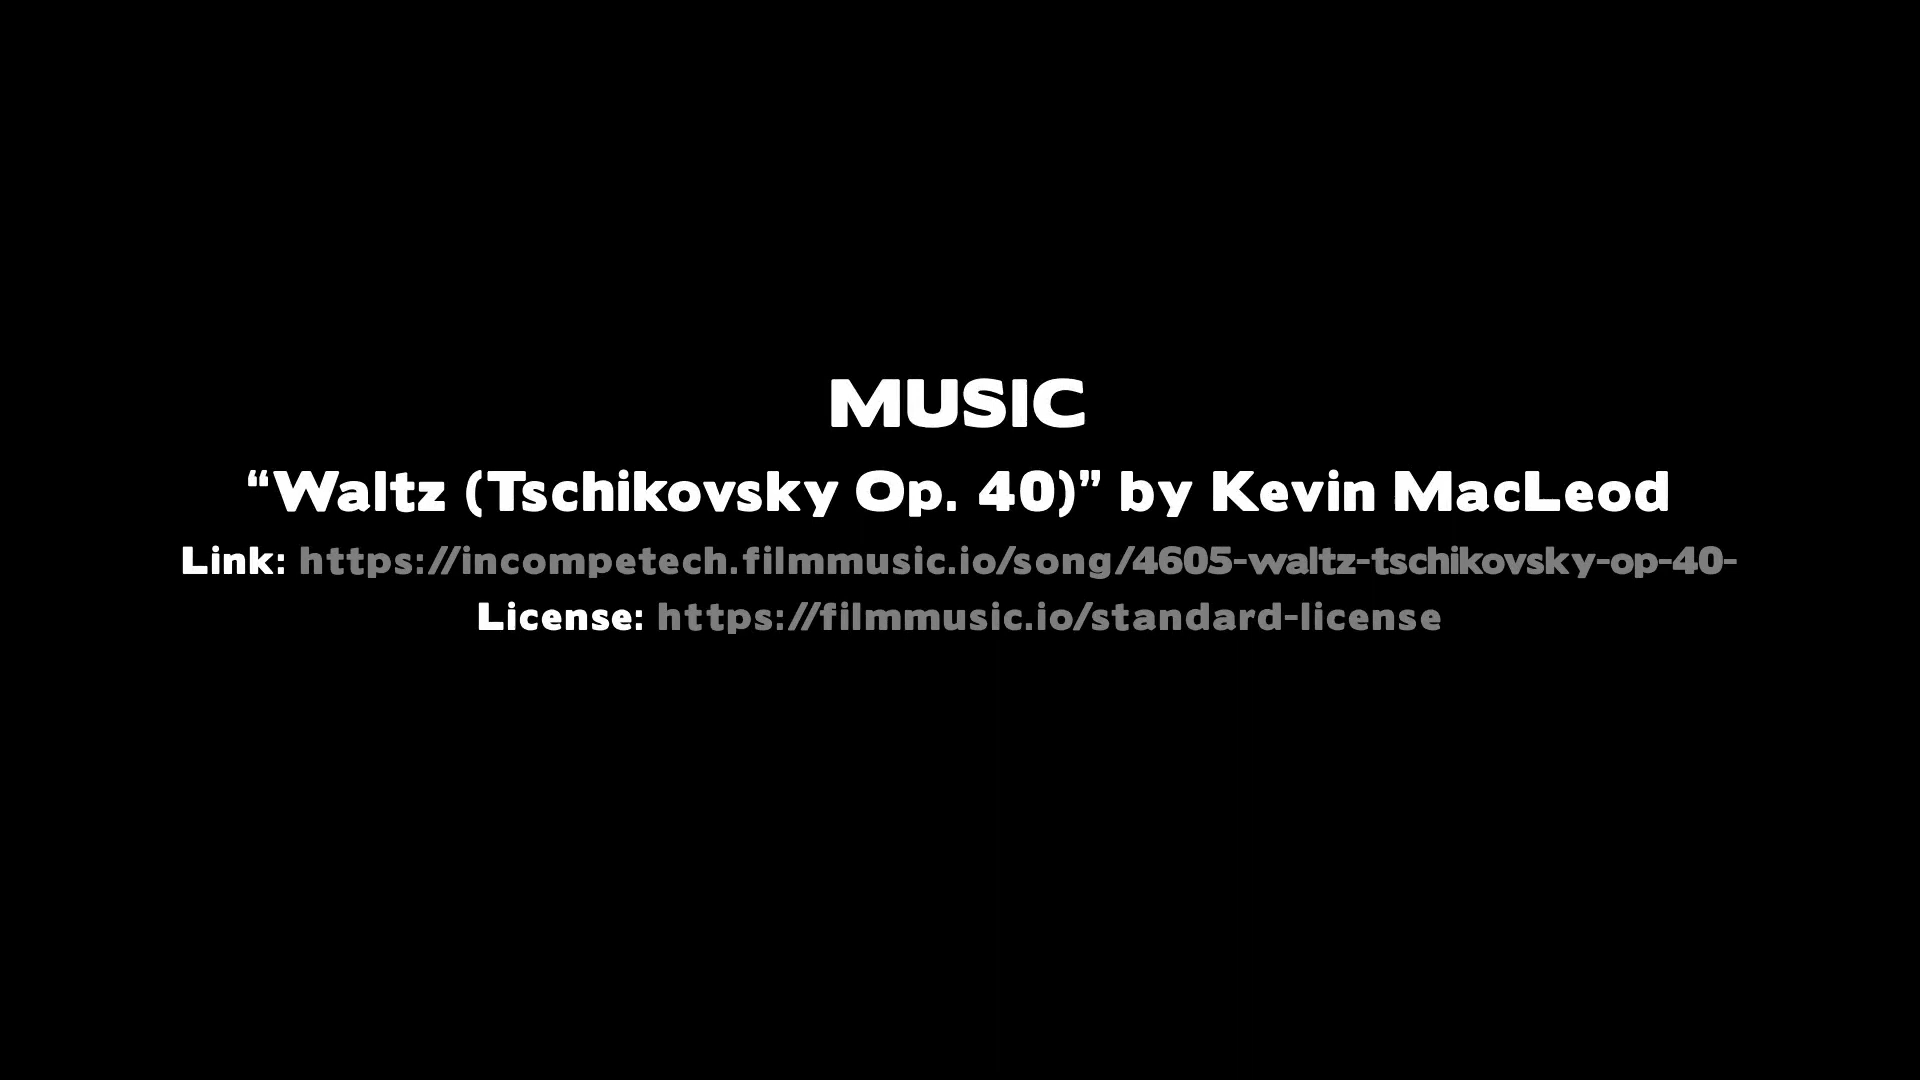 MUSIC
“Waltz (Tschikovsky Op. 40)” by Kevin MacLeod
Link: https://incompetech.filmmusic.io/song/4605-waltz-tschikovsky-op-40-
License: https://filmmusic.io/standard-license